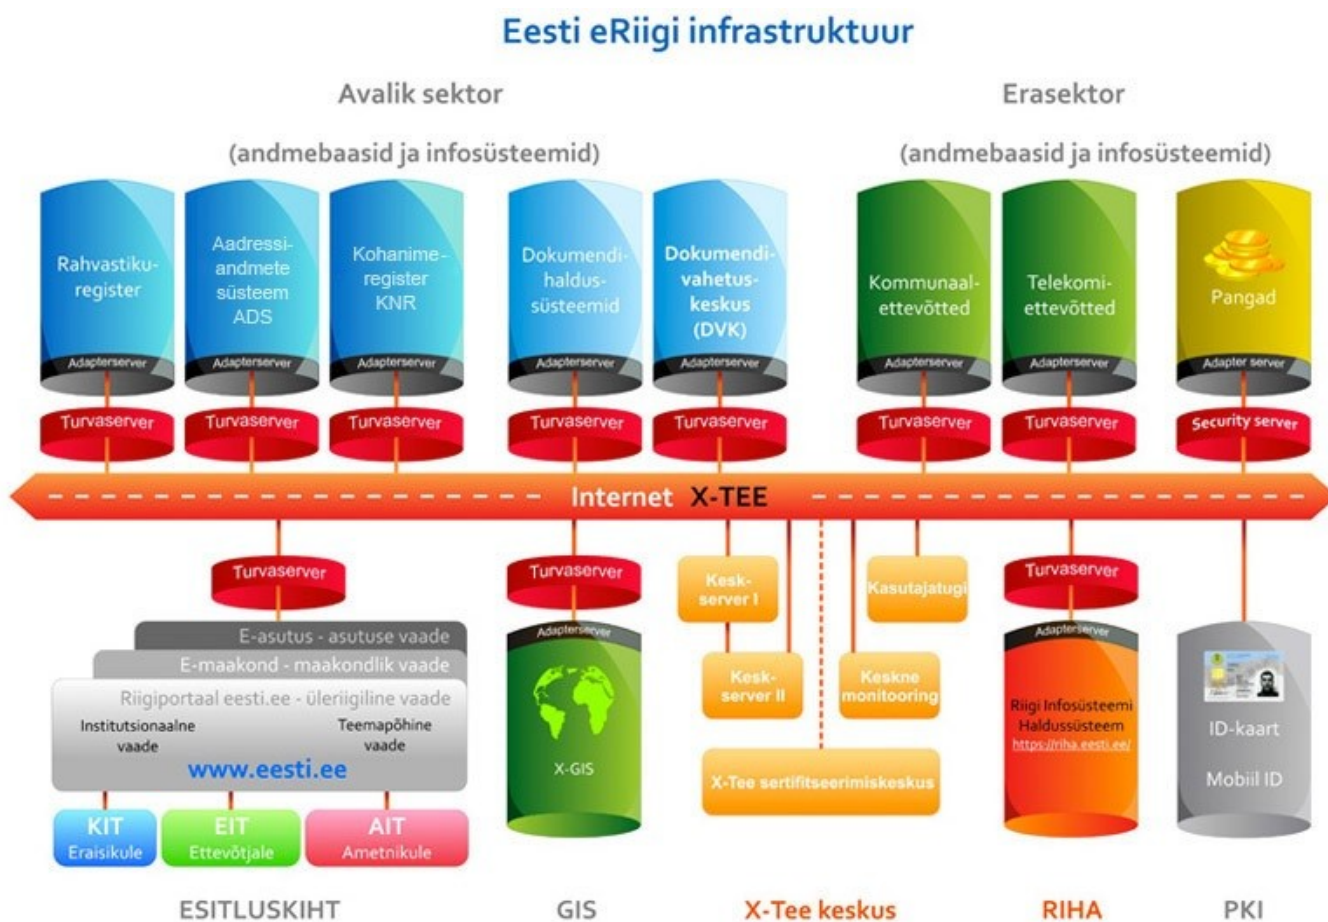 Eesti eRiigi infrastruktuur
Avalik sektor
(andmebaasid ja infosüsteemid)
Erasektor
(andmebaasid ja infosüsteemid)
Rahvastiku-
register
Adapterserver
Turvaserver
Aadressi-
andmete
süsteem
ADS
Adapterserver
Turvaserver
Kohanime-
register
KNR
Adapterserver
Turvaserver
Dokumendi-
haldus-
süsteemid
Adapterserver
Turvaserver
Dokumendi-
vahetus-
keskus
(DVK)
Adapterserver
Turvaserver
Kommunaal-
ettevõtted
Adapterserver
Turvaserver
Telekomi-
ettevõtted
Adapterserver
Turvaserver
Pangad
Adapter server
Security server
Internet X-TEE
Turvaserver
E-asutus - asutuse vaade
E-maakond - maakondlik vaade
Riigiportaal eesti.ee - üleriigiline vaade
Institutsionaalne
vaade
Teemapõhine
vaade
www.eesti.ee
KIT
Eraisikule
EIT
Ettevõtjale
AIT
Ametnikule
ESITLUSKIHT
Turvaserver
Adapterserver
X-GIS
GIS
Kesk-
server I
Kesk-
server II
Kasutajatugi
Keskne
monitooring
X-Tee sertifitseerimiskeskus
X-Tee keskus
Turvaserver
Adapterserver
Riigi Infosüsteemi
Haldussüsteem
https://riha.eesti.ee/
RIHA
ID-kaart
Mobiil ID
PKI